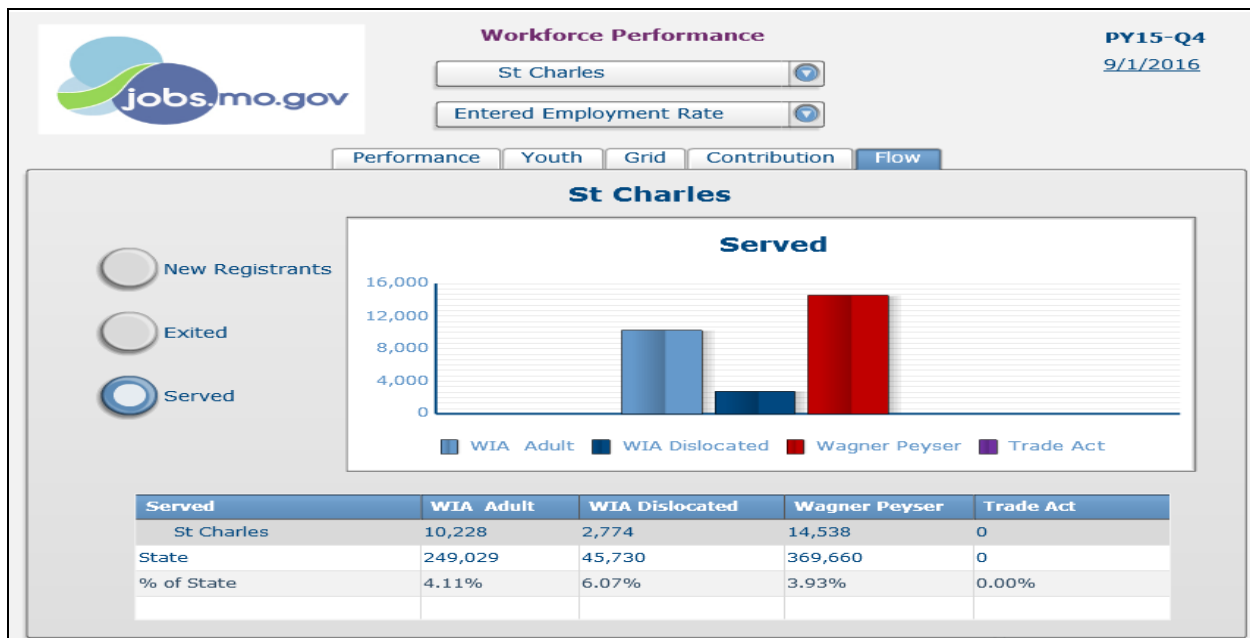 Workforce Performance
PY15-Q4
9/1/2016
jobs.mo.gov
St Charles
Entered Employment Rate
Performance Youth Grid Contribution Flow
St Charles
New Registrants
Exited
Served
Served
16,000
12,000
8,000
4,000
0
WIA Adult WIA Dislocated Wagner Peyser Trade Act
Served WIA Adult WIA Dislocated Wagner Peyser Trade Act
St Charles 10,228 2,774 14,538 0
State 249,029 45,730 369,660 0
% of State 4.11% 6.07% 3.93% 0.00%